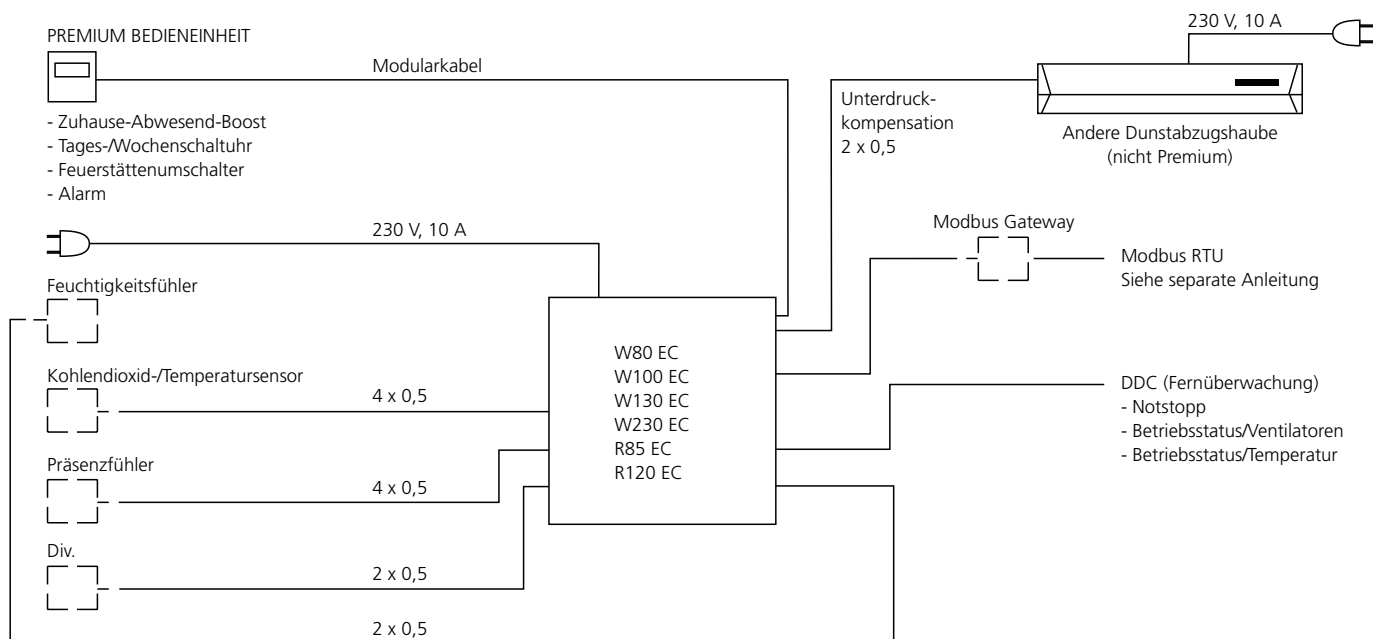 PREMIUM BEDIENEINHEIT
Modularkabel
- Zuhause-Abwesend-Boost
- Tages-/Wochenschaltuhr
- Feuerstättenumschalter
- Alarm
230 V, 10 A
Unterdruck-
kompensation
2 x 0,5
Andere Dunstabzugshaube
(nicht Premium)
230 V, 10 A
Modbus Gateway
Modbus RTU
Siehe separate Anleitung
Feuchtigkeitsfühler
Kohlendioxid-/Temperatursensor
4 x 0,5
Präsenzfühler
4 x 0,5
Div.
2 x 0,5
2 x 0,5
W80 EC
W100 EC
W130 EC
W230 EC
R85 EC
R120 EC
DDC (Fernüberwachung)
- Notstopp
- Betriebsstatus/Ventilatoren
- Betriebsstatus/Temperatur